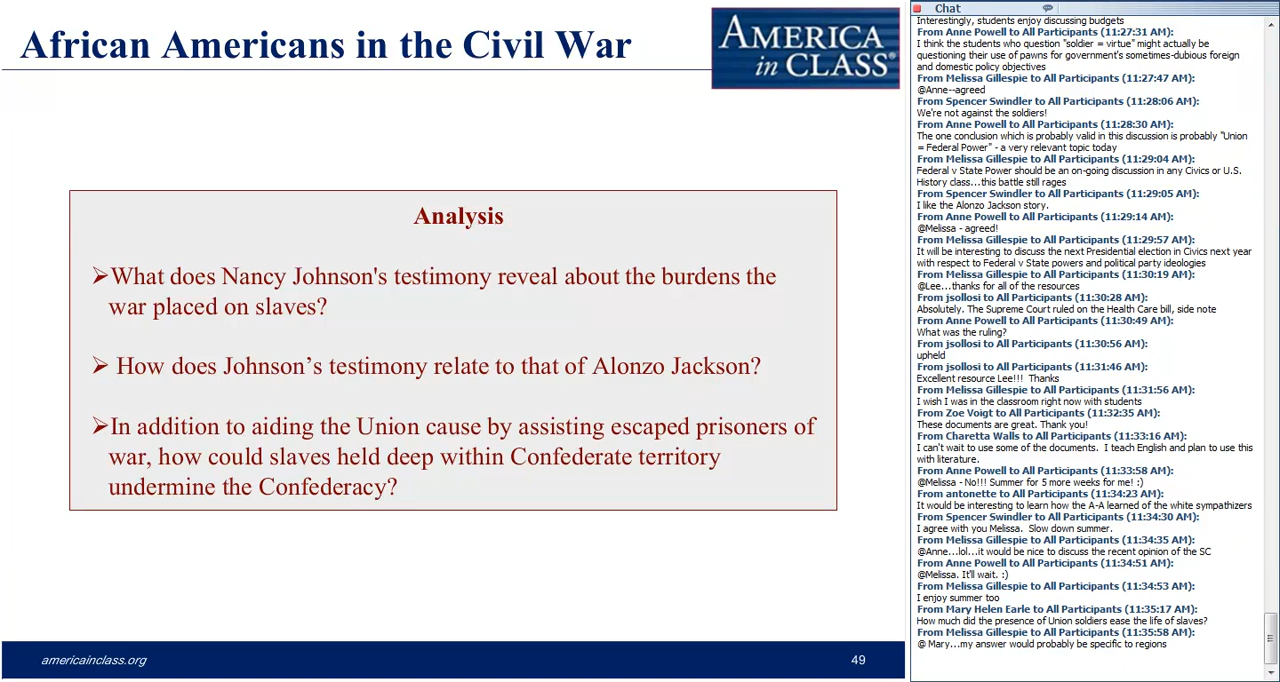 African Americans in the Civil War
AMERICA
in CLASS®
Analysis
➢What does Nancy Johnson's testimony reveal about the burdens the
war placed on slaves?
➢ How does Johnson’s testimony relate to that of Alonzo Jackson?
➢In addition to aiding the Union cause by assisting escaped prisoners of
war, how could slaves held deep within Confederate territory
undermine the Confederacy?
americainclass.org
49
Chat
Interestingly, students enjoy discussing budgets
From Anne Powell to All Participants (11:27:31 AM):
I think the students who question "soldier = virtue" might actually be
questioning their use of pawns for government's sometimes-dubious foreign
and domestic policy objectives
From Melissa Gillespie to All Participants (11:27:47 AM):
@Anne--agreed
From Spencer Swindler to All Participants (11:28:06 AM):
We're not against the soldiers!
From Anne Powell to All Participants (11:28:30 AM):
The one conclusion which is probably valid in this discussion is probably "Union
= Federal Power" - a very relevant topic today
From Melissa Gillespie to All Participants (11:29:04 AM):
Federal v State Power should be an on-going discussion in any Civics or U.S.
History class...this battle still rages
From Spencer Swindler to All Participants (11:29:05 AM):
I like the Alonzo Jackson story.
From Anne Powell to All Participants (11:29:14 AM):
@Melissa - agreed!
From Melissa Gillespie to All Participants (11:29:57 AM):
It will be interesting to discuss the next Presidential election in Civics next year
with respect to Federal v State powers and political party ideologies
From Melissa Gillespie to All Participants (11:30:19 AM):
@Lee...thanks for all of the resources
From jsollosi to All Participants (11:30:28 AM):
Absolutely. The Supreme Court ruled on the Health Care bill, side note
From Anne Powell to All Participants (11:30:49 AM):
What was the ruling?
From jsollosi to All Participants (11:30:56 AM):
upheld
From jsollosi to All Participants (11:31:46 AM):
Excellent resource Lee!!! Thanks
From Melissa Gillespie to All Participants (11:31:56 AM):
I wish I was in the classroom right now with students
From Zoe Voigt to All Participants (11:32:35 AM):
These documents are great. Thank you!
From Charetta Walls to All Participants (11:33:16 AM):
I can't wait to use some of the documents. I teach English and plan to use this
with literature.
From Anne Powell to All Participants (11:33:58 AM):
@Melissa - No!!! Summer for 5 more weeks for me! :)
From antonette to All Participants (11:34:23 AM):
It would be interesting to learn how the A-A learned of the white sympathizers
From Spencer Swindler to All Participants (11:34:30 AM):
I agree with you Melissa. Slow down summer.
From Melissa Gillespie to All Participants (11:34:35 AM):
@Anne...lol...it would be nice to discuss the recent opinion of the SC
From Anne Powell to All Participants (11:34:51 AM):
@Melissa. It'll wait. :)
From Melissa Gillespie to All Participants (11:34:53 AM):
I enjoy summer too
From Mary Helen Earle to All Participants (11:35:17 AM):
How much did the presence of Union soldiers ease the life of slaves?
From Melissa Gillespie to All Participants (11:35:58 AM):
@ Mary...my answer would probably be specific to regions